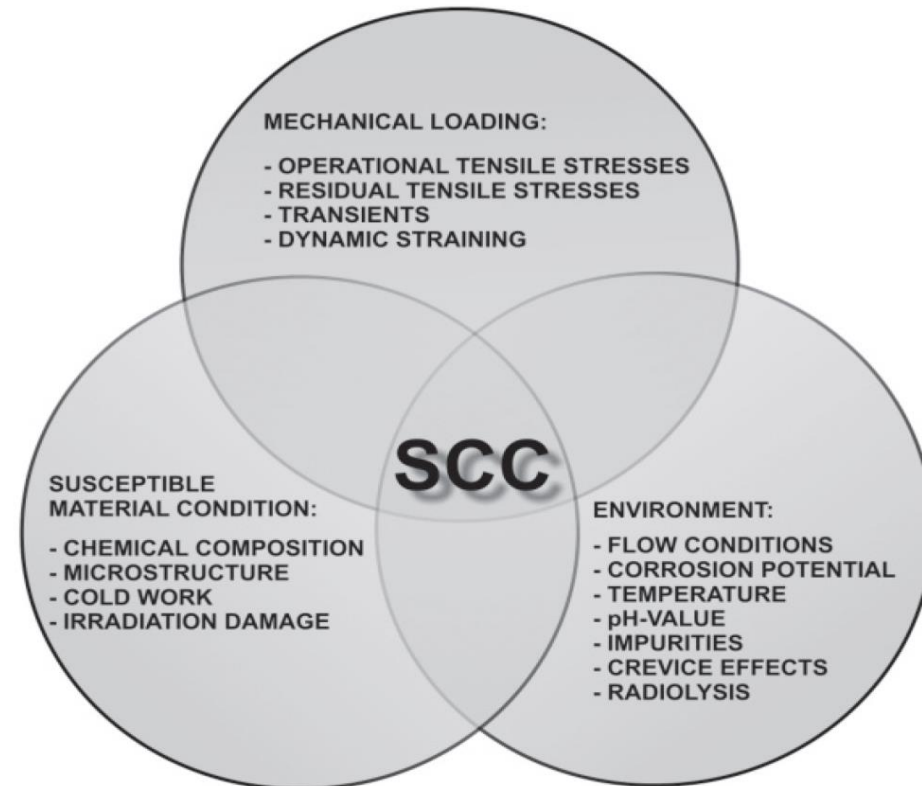 MECHANICAL LOADING:
- OPERATIONAL TENSILE STRESSES
- RESIDUAL TENSILE STRESSES
- TRANSIENTS
- DYNAMIC STRAINING
SCC
SUSCEPTIBLE
MATERIAL CONDITION:
- CHEMICAL COMPOSITION
- MICROSTRUCTURE
- COLD WORK
- IRRADIATION DAMAGE
ENVIRONMENT:
- FLOW CONDITIONS
- CORROSION POTENTIAL
- TEMPERATURE
- pH-VALUE
- IMPURITIES
- CREVICE EFFECTS
- RADIOLYSIS